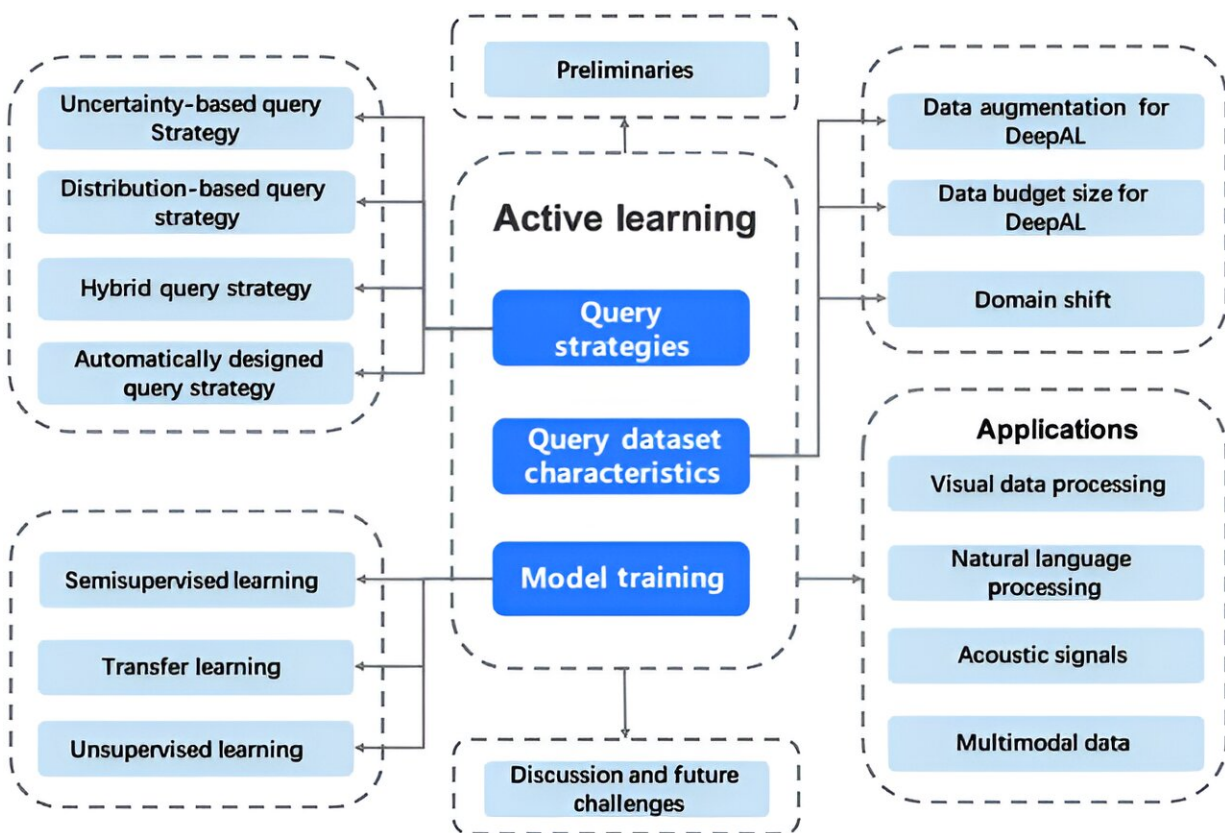 Preliminaries
Uncertainty-based query
Strategy
Distribution-based query
strategy
Hybrid query strategy
Automatically designed
query strategy
Active learning
Query
strategies
Query dataset
characteristics
Model training
Data augmentation for
DeepAL
Data budget size for
DeepAL
Domain shift
Applications
Visual data processing
Natural language
processing
Acoustic signals
Multimodal data
Semisupervised learning
Transfer learning
Unsupervised learning
Discussion and future
challenges